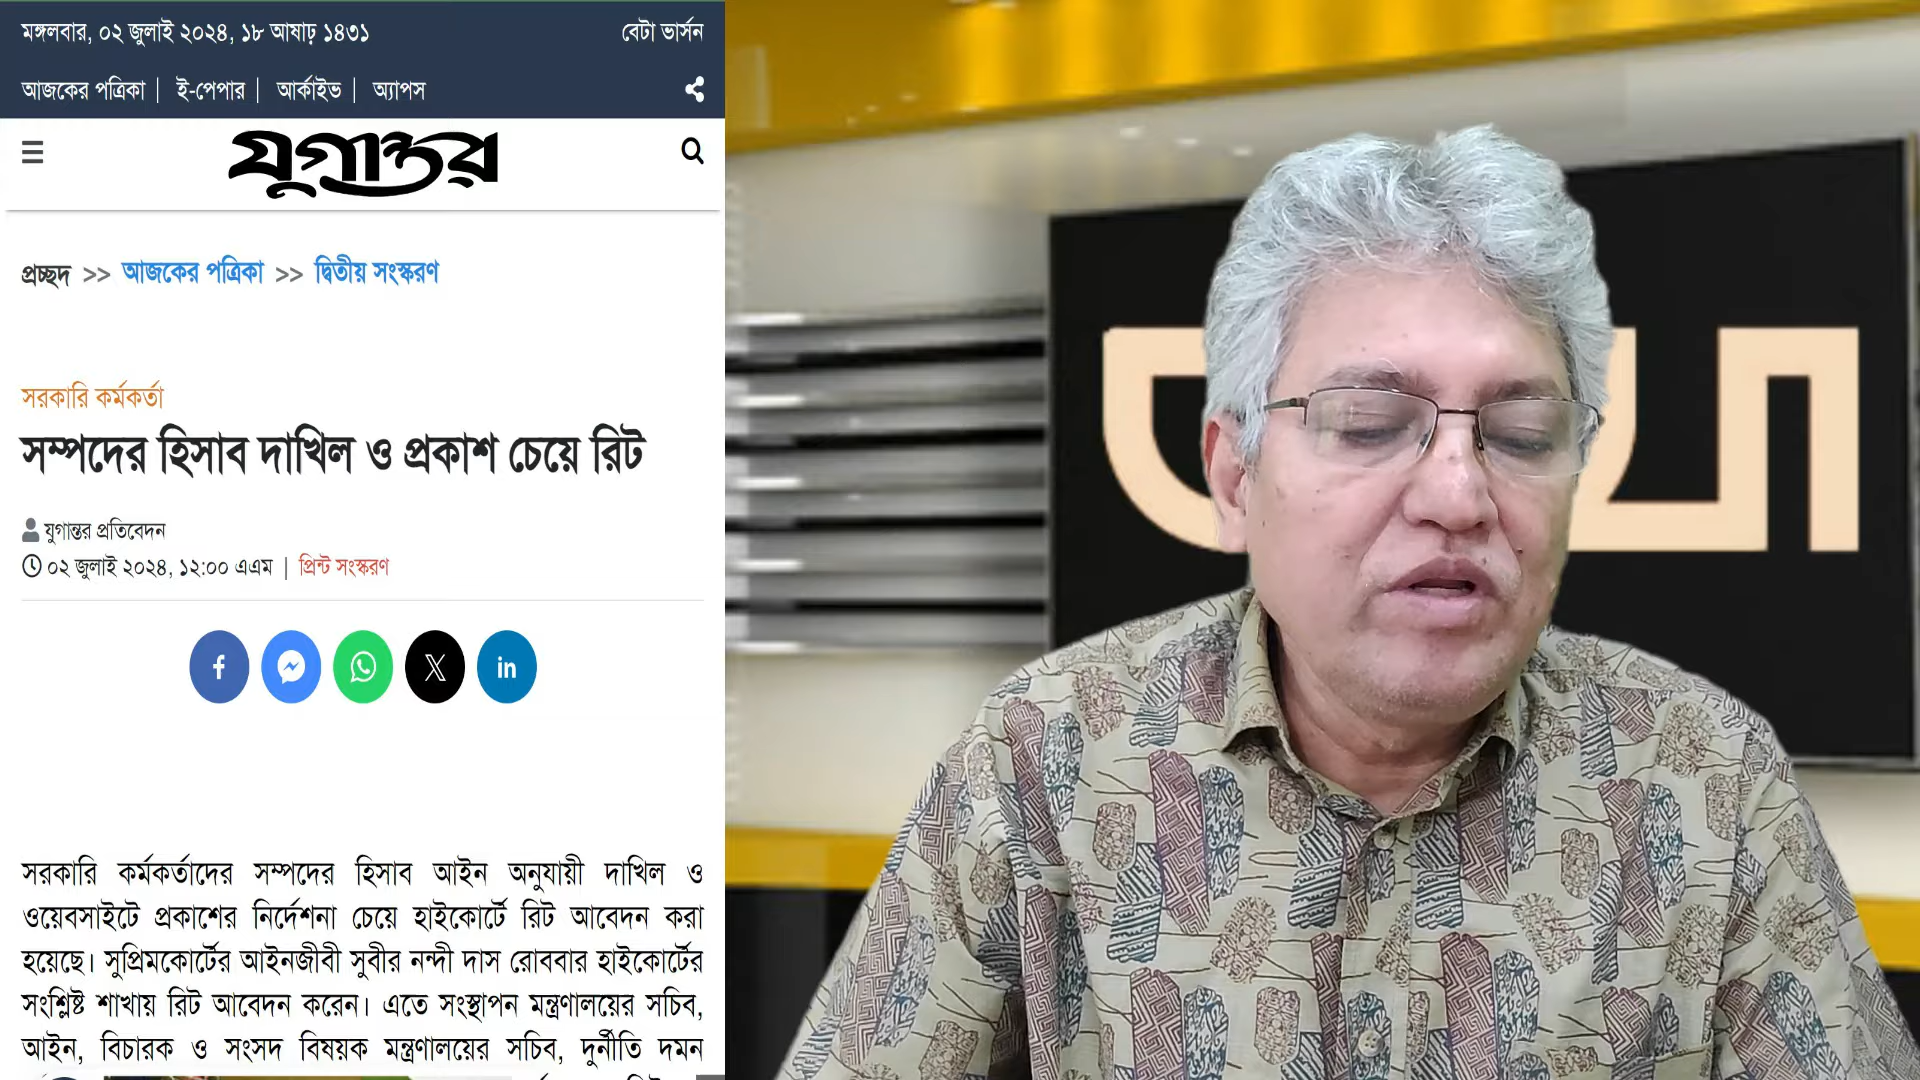 মঙ্গলবার, ০২ জুলাই ২০২৪, ১৮ আষাঢ় ১৪৩১
বেটা ভার্সন
আজকের পত্রিকা | ই-পেপার | আর্কাইভ | অ্যাপস
যুগান্তর
প্রচ্ছদ >> আজকের পত্রিকা >> দ্বিতীয় সংস্করণ
সরকারি কর্মকর্তা
সম্পদের হিসাব দাখিল ও প্রকাশ চেয়ে রিট
যুগান্তর প্রতিবেদন
০২ জুলাই ২০২৪, ১২:০০ এএম | প্রিন্ট সংস্করণ
সরকারি কর্মকর্তাদের সম্পদের হিসাব আইন অনুযায়ী দাখিল ও
ওয়েবসাইটে প্রকাশের নির্দেশনা চেয়ে হাইকোর্টে রিট আবেদন করা
হয়েছে। সুপ্রিমকোর্টের আইনজীবী সুবীর নন্দী দাস রোববার হাইকোর্টের
সংশ্লিষ্ট শাখায় রিট আবেদন করেন। এতে সংস্থাপন মন্ত্রণালয়ের সচিব,
আইন, বিচারক ও সংসদ বিষয়ক মন্ত্রণালয়ের সচিব, দুর্নীতি দমন